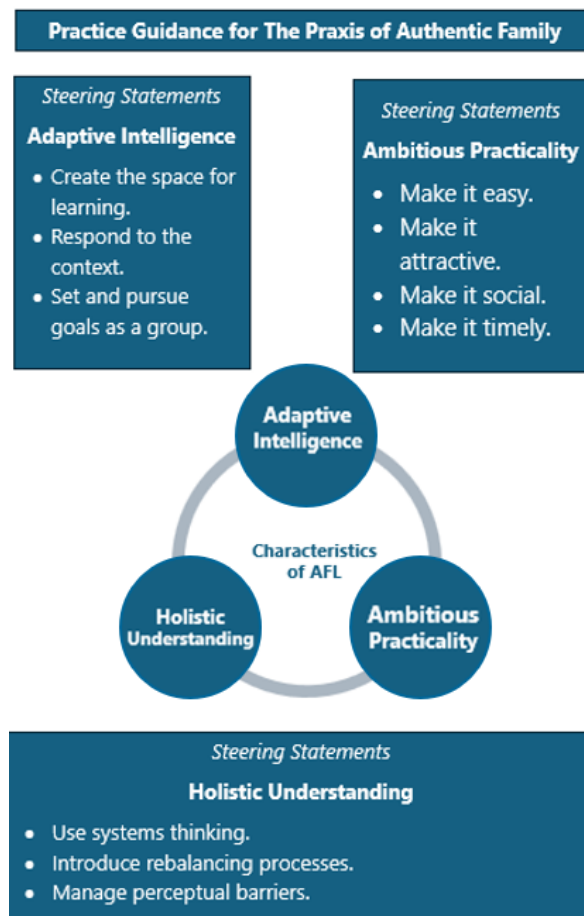 Practice Guidance for The Praxis of Authentic Family
Steering Statements
Adaptive Intelligence
• Create the space for
learning.
• Respond to the
context.
• Set and pursue
goals as a group.
Steering Statements
Ambitious Practicality
• Make it easy.
• Make it
attractive.
• Make it social.
• Make it timely.
Adaptive
Intelligence
Characteristics
of AFL
Holistic
Understanding
Ambitious
Practicality
Steering Statements
Holistic Understanding
• Use systems thinking.
• Introduce rebalancing processes.
• Manage perceptual barriers.